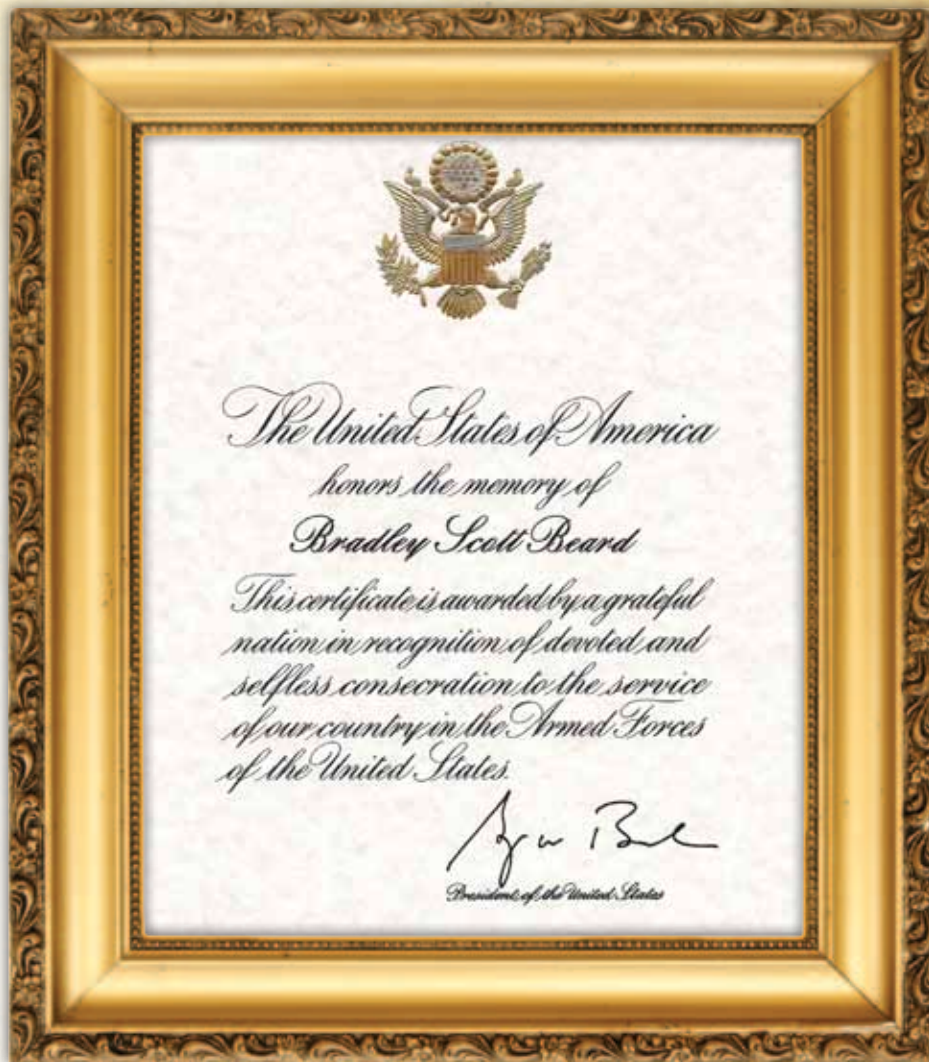 The United States of America
honors the memory of
Bradley Scott Beard
This certificate is awarded by a grateful
nation in recognition of devoted and
selfless consecration to the service
of our country in the Armed Forces
of the United States.
President of the United States